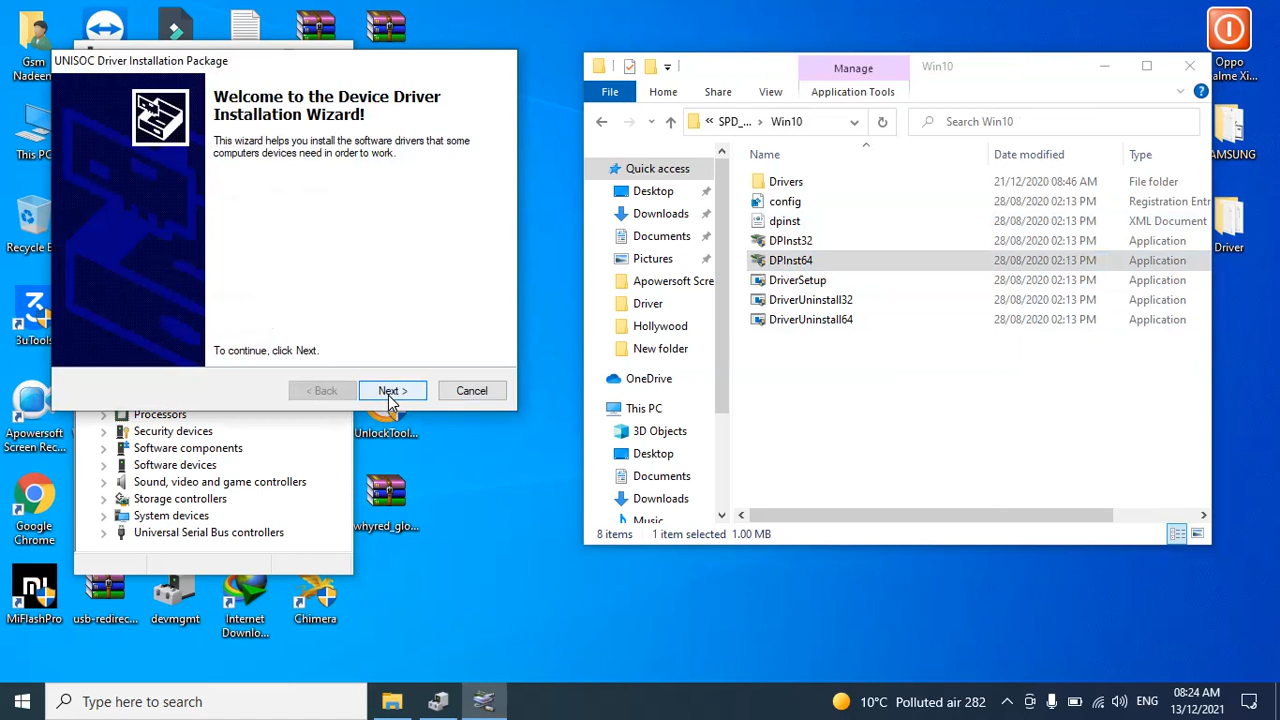 Gsm
Nadeen
This PC
Recycle B
3uTools
Apowersoft
Screen Rec...
Google
Chrome
MiFlashPro
usb-redirec...
devmgmt
Internet
Downlo...
Chimera
UnlockTool...
whyred_glo...
Oppo
alme Xi...
AMSUNG
Driver
UNISOC Driver Installation Package
Welcome to the Device Driver
Installation Wizard!
This wizard helps you install the software drivers that some
computers devices need in order to work.
To continue, click Next.
< Back
Next >
Cancel
Processors
Security devices
Software components
Software devices
Sound, video and game controllers
Storage controllers
System devices
Universal Serial Bus controllers
Manage
Win10
File
Home
Share
View
Application Tools
« SPD_... > Win10
Search Win10
Quick access
Desktop
Downloads
Documents
Pictures
Apowersoft Scre
Driver
Hollywood
New folder
OneDrive
This PC
3D Objects
Desktop
Documents
Downloads
Music
Name Date modified Type
Drivers 21/12/2020 08:46 AM File folder
config 28/08/2020 02:13 PM Registration Entr
dpinst 28/08/2020 02:13 PM XML Document
DPInst32 28/08/2020 02:13 PM Application
DPInst64 28/08/2020 02:13 PM Application
DriverSetup 28/08/2020 02:13 PM Application
DriverUninstall32 28/08/2020 02:13 PM Application
DriverUninstall64 28/08/2020 02:13 PM Application
8 items 1 item selected 1.00 MB
Type here to search
10°C Polluted air 282
ENG
08:24 AM
13/12/2021